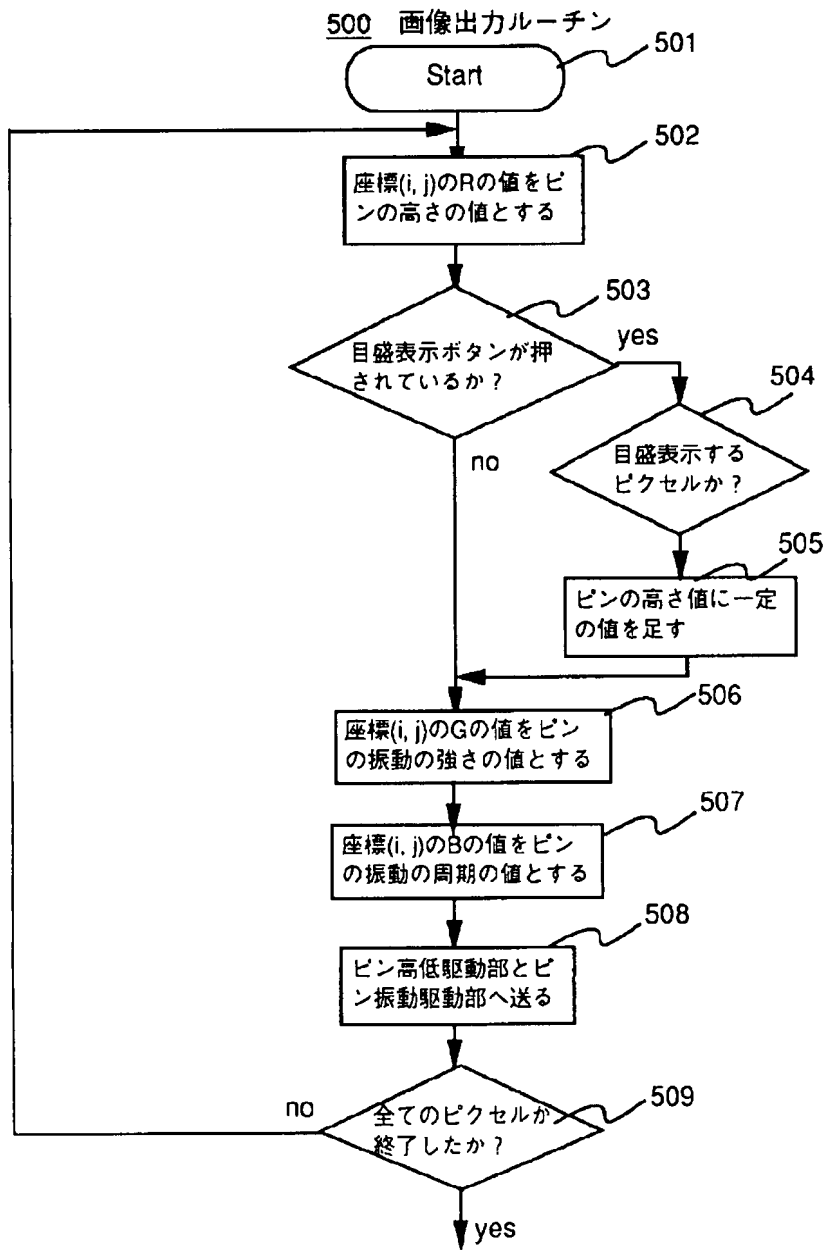 500 画像出力ルーチン
501
Start
502
座標(i, j)のRの値をピ
ンの高さの値とする
503
目盛表示ボタンが押
されているか？
yes
no
504
目盛表示する
ピクセルか？
505
ピンの高さ値に一定
の値を足す
506
座標(i, j)のGの値をピン
の振動の強さの値とする
507
座標(i, j)のBの値をピン
の振動の周期の値とする
508
ピン高低駆動部とピ
ン振動駆動部へ送る
509
no
全てのピクセルか
終了したか？
yes